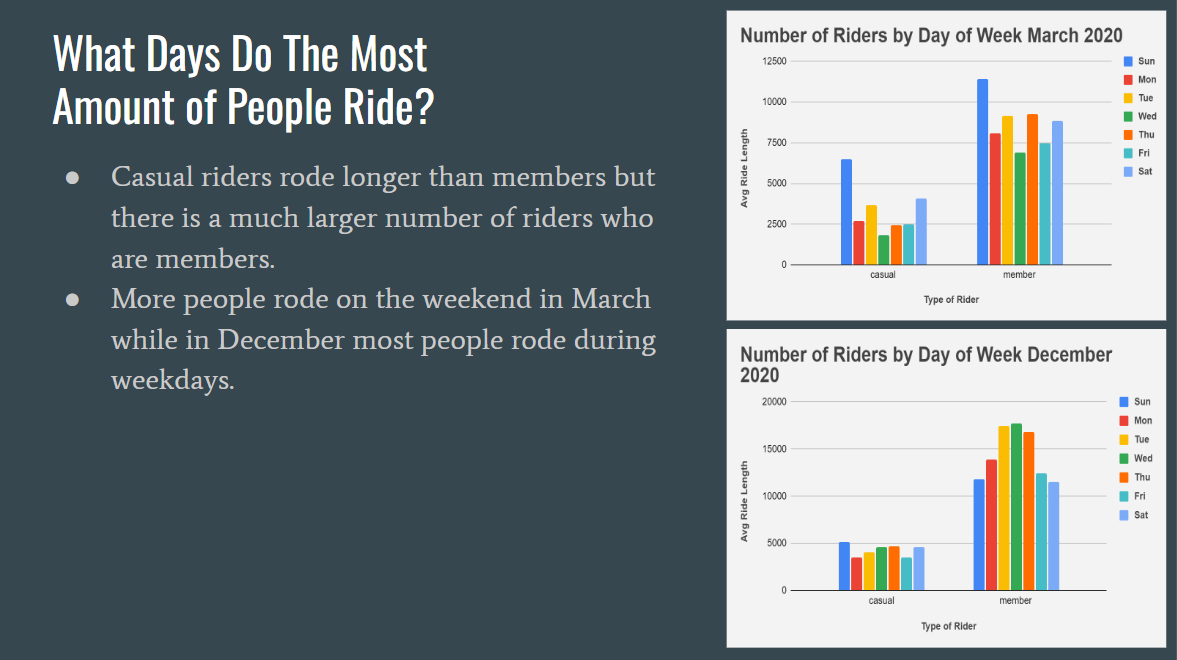 What Days Do The Most
Amount of People Ride?
● Casual riders rode longer than members but
there is a much larger number of riders who
are members.
● More people rode on the weekend in March
while in December most people rode during
weekdays.
Number of Riders by Day of Week March 2020
12500
10000
7500
5000
2500
0
Avg Ride Length
casual
member
Type of Rider
Sun
Mon
Tue
Wed
Thu
Fri
Sat
Number of Riders by Day of Week December
2020
20000
15000
10000
5000
0
Avg Ride Length
casual
member
Type of Rider
Sun
Mon
Tue
Wed
Thu
Fri
Sat